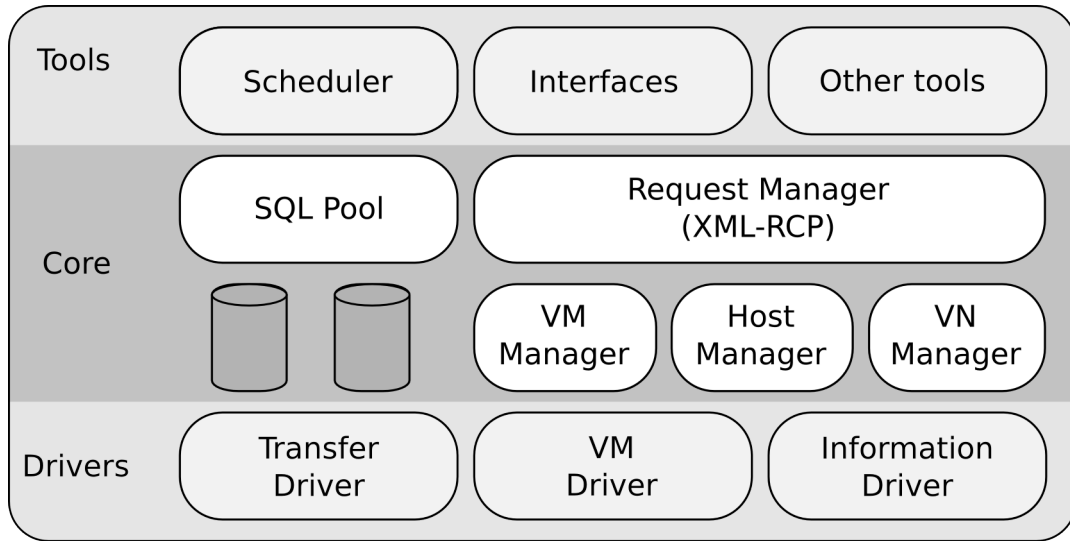 Tools
Scheduler
Interfaces
Other tools
Core
SQL Pool
Request Manager
(XML-RCP)
VM
Manager
Host
Manager
VN
Manager
Drivers
Transfer
Driver
VM
Driver
Information
Driver